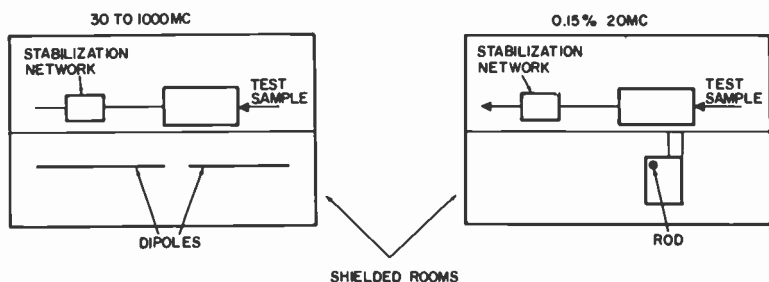 30 TO 1000MC
STABILIZATION
NETWORK
TEST
SAMPLE
DIPOLES
0.15% 20MC
STABILIZATION
NETWORK
TEST
SAMPLE
ROD
SHIELDED ROOMS